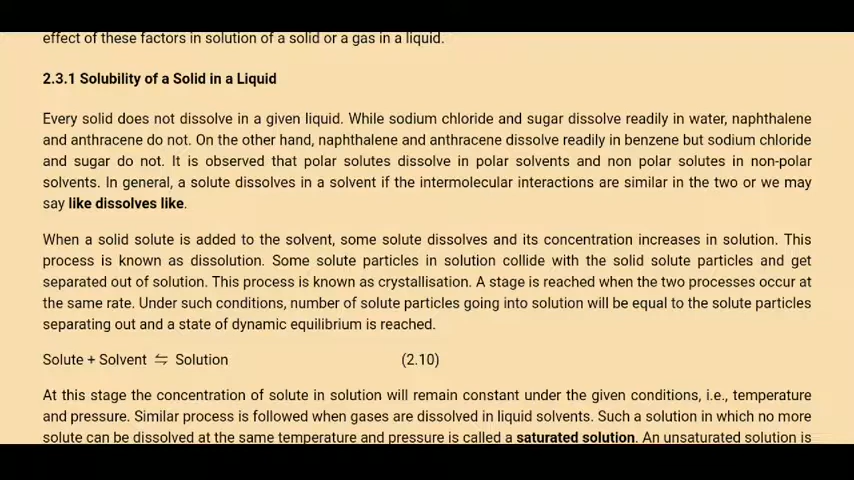 effect of these factors in solution of a solid or a gas in a liquid.
2.3.1 Solubility of a Solid in a Liquid
Every solid does not dissolve in a given liquid. While sodium chloride and sugar dissolve readily in water, naphthalene
and anthracene do not. On the other hand, naphthalene and anthracene dissolve readily in benzene but sodium chloride
and sugar do not. It is observed that polar solutes dissolve in polar solvents and non polar solutes in non-polar
solvents. In general, a solute dissolves in a solvent if the intermolecular interactions are similar in the two or we may
say like dissolves like.
When a solid solute is added to the solvent, some solute dissolves and its concentration increases in solution. This
process is known as dissolution. Some solute particles in solution collide with the solid solute particles and get
separated out of solution. This process is known as crystallisation. A stage is reached when the two processes occur at
the same rate. Under such conditions, number of solute particles going into solution will be equal to the solute particles
separating out and a state of dynamic equilibrium is reached.
Solute + Solvent ⇋ Solution (2.10)
At this stage the concentration of solute in solution will remain constant under the given conditions, i.e., temperature
and pressure. Similar process is followed when gases are dissolved in liquid solvents. Such a solution in which no more
solute can be dissolved at the same temperature and pressure is called a saturated solution. An unsaturated solution is